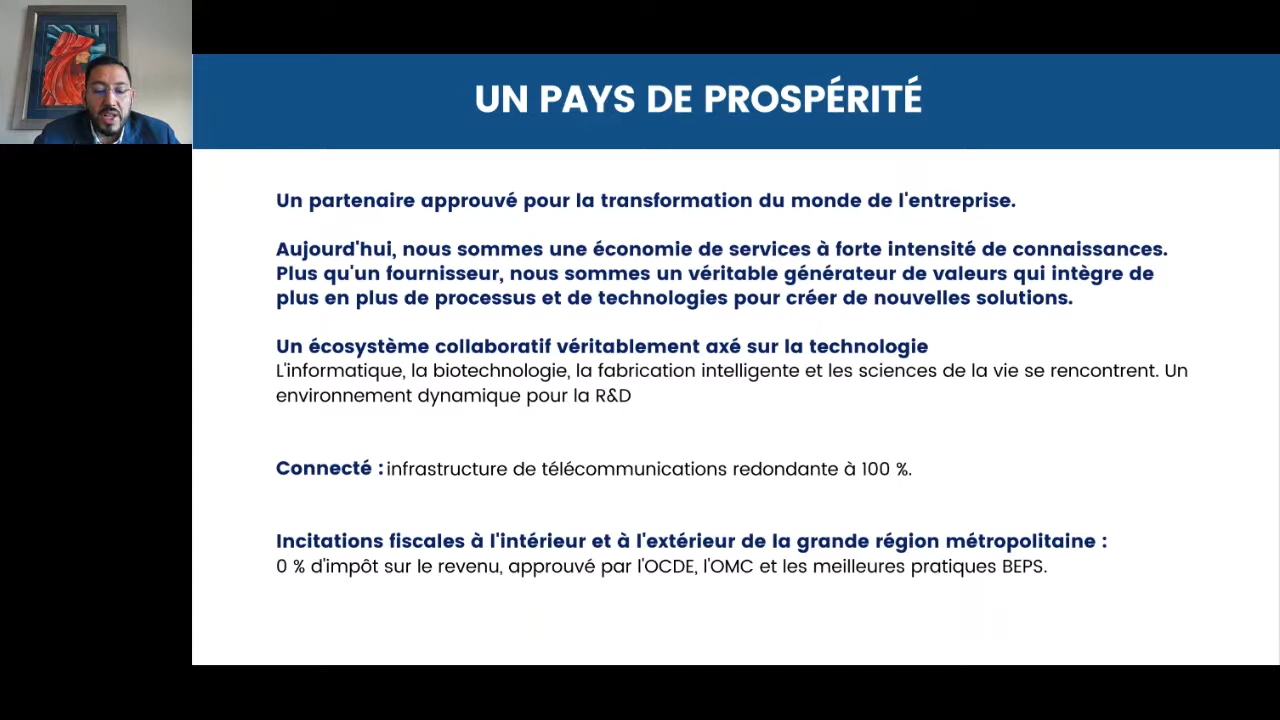 UN PAYS DE PROSPÉRITÉ
Un partenaire approuvé pour la transformation du monde de l'entreprise.
Aujourd'hui, nous sommes une économie de services à forte intensité de connaissances.
Plus qu'un fournisseur, nous sommes un véritable générateur de valeurs qui intègre de
plus en plus de processus et de technologies pour créer de nouvelles solutions.
Un écosystème collaboratif véritablement axé sur la technologie
L'informatique, la biotechnologie, la fabrication intelligente et les sciences de la vie se rencontrent. Un
environnement dynamique pour la R&D
Connecté : infrastructure de télécommunications redondante à 100 %.
Incitations fiscales à l'intérieur et à l'extérieur de la grande région métropolitaine :
0 % d'impôt sur le revenu, approuvé par l'OCDE, l'OMC et les meilleures pratiques BEPS.